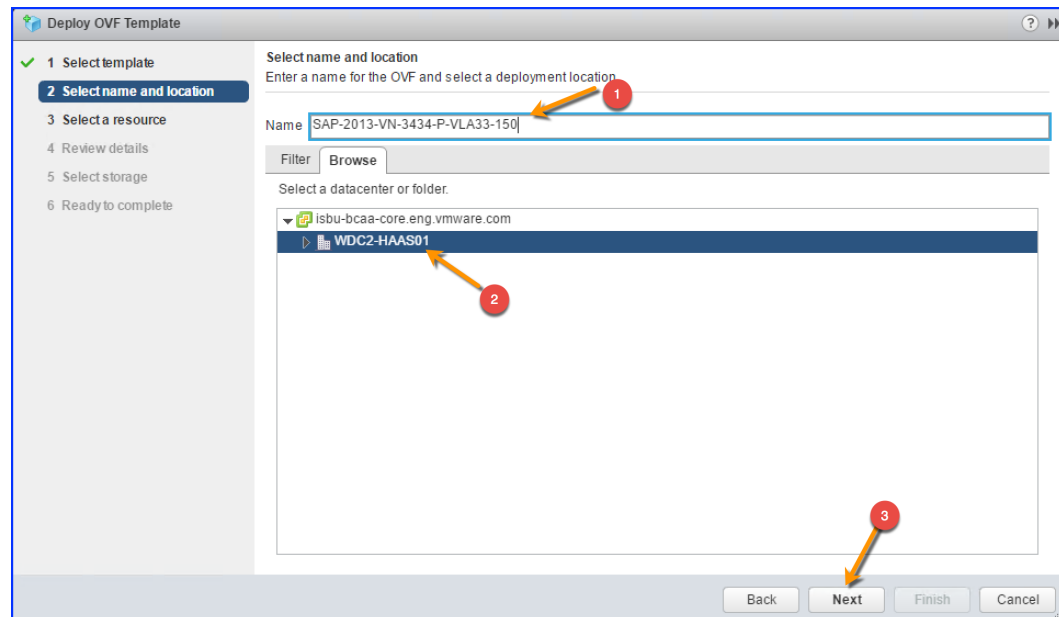 Deploy OVF Template
1 Select template
2 Select name and location
3 Select a resource
4 Review details
5 Select storage
6 Ready to complete
Select name and location
Enter a name for the OVF and select a deployment location.
1
Name SAP-2013-VN-3434-P-VLA33-150
Filter Browse
Select a datacenter or folder.
isbu-bcaa-core.eng.vmware.com
WDC2-HAAS01
2
3
Back Next Finish Cancel